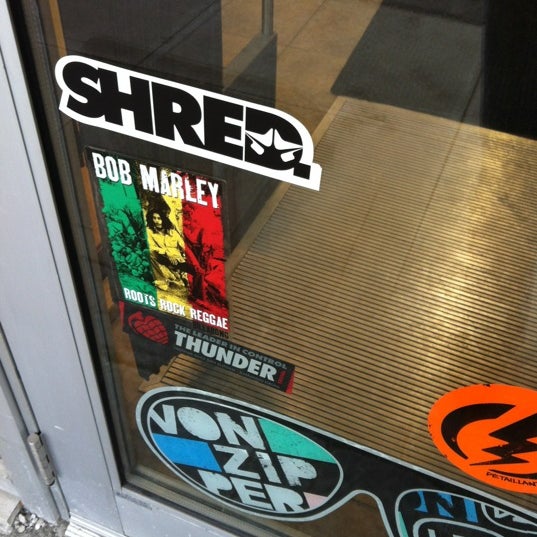 SHRED.
BOB MARLEY
ROOTS ROCK REGGAE
THE LEADER IN CONTROL
THUNDER
VON
ZIP
PER